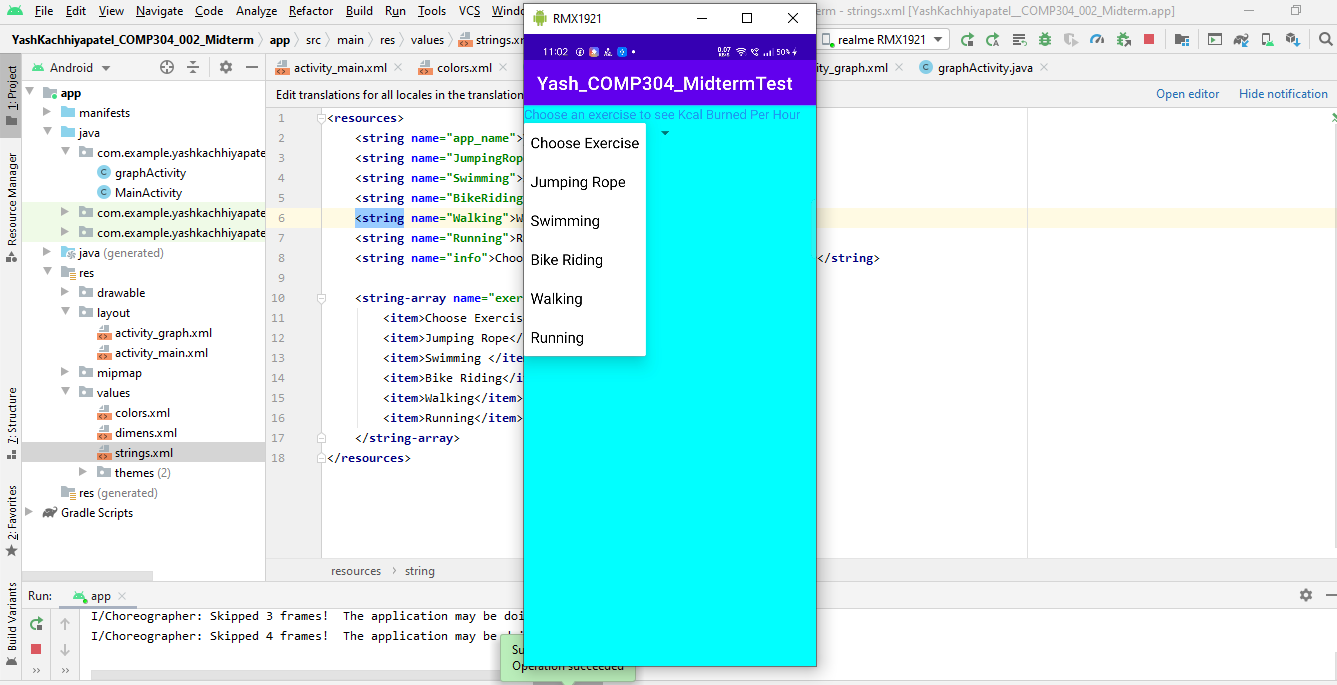 File Edit View Navigate Code Analyze Refactor Build Run Tools VCS
RMX1921
strings.xml [YashKachhiyapatel__COMP304_002_Midterm.app]
YashKachhiyapatel_COMP304_002_Midterm app src main res values
realme RMX1921
Android
activity_main.xml
colors.xml
graphActivity.java
11:02
50%
Yash_COMP304_MidtermTest
Edit translations for all locales in the translation
Open editor
Hide notification
Choose an exercise to see Kcal Burned Per Hour
Choose Exercise
Jumping Rope
Swimming
Bike Riding
Walking
Running
1: Project
Resource Manager
Z: Structure
2: Favorites
Build Variants
app
manifests
java
com.example.yashkachhiyapate
graphActivity
MainActivity
com.example.yashkachhiyapate
com.example.yashkachhiyapate
java (generated)
res
drawable
layout
activity_graph.xml
activity_main.xml
mipmap
values
colors.xml
dimens.xml
strings.xml
themes (2)
res (generated)
Gradle Scripts
1 <resources>
2 <string name="app_name">
3 <string name="JumpingRop
4 <string name="Swimming">
5 <string name="BikeRiding
6 <string name="Walking">W
7 <string name="Running">R
8 <string name="info">Choo </string>
9
10 <string-array name="exer
11 <item>Choose Exercis
12 <item>Jumping Rope</
13 <item>Swimming </item
14 <item>Bike Riding</i
15 <item>Walking</item>
16 <item>Running</item>
17 </string-array>
18 </resources>
resources string
Run: app
I/Choreographer: Skipped 3 frames! The application may be doi
I/Choreographer: Skipped 4 frames! The application may be d
Operation succeeded